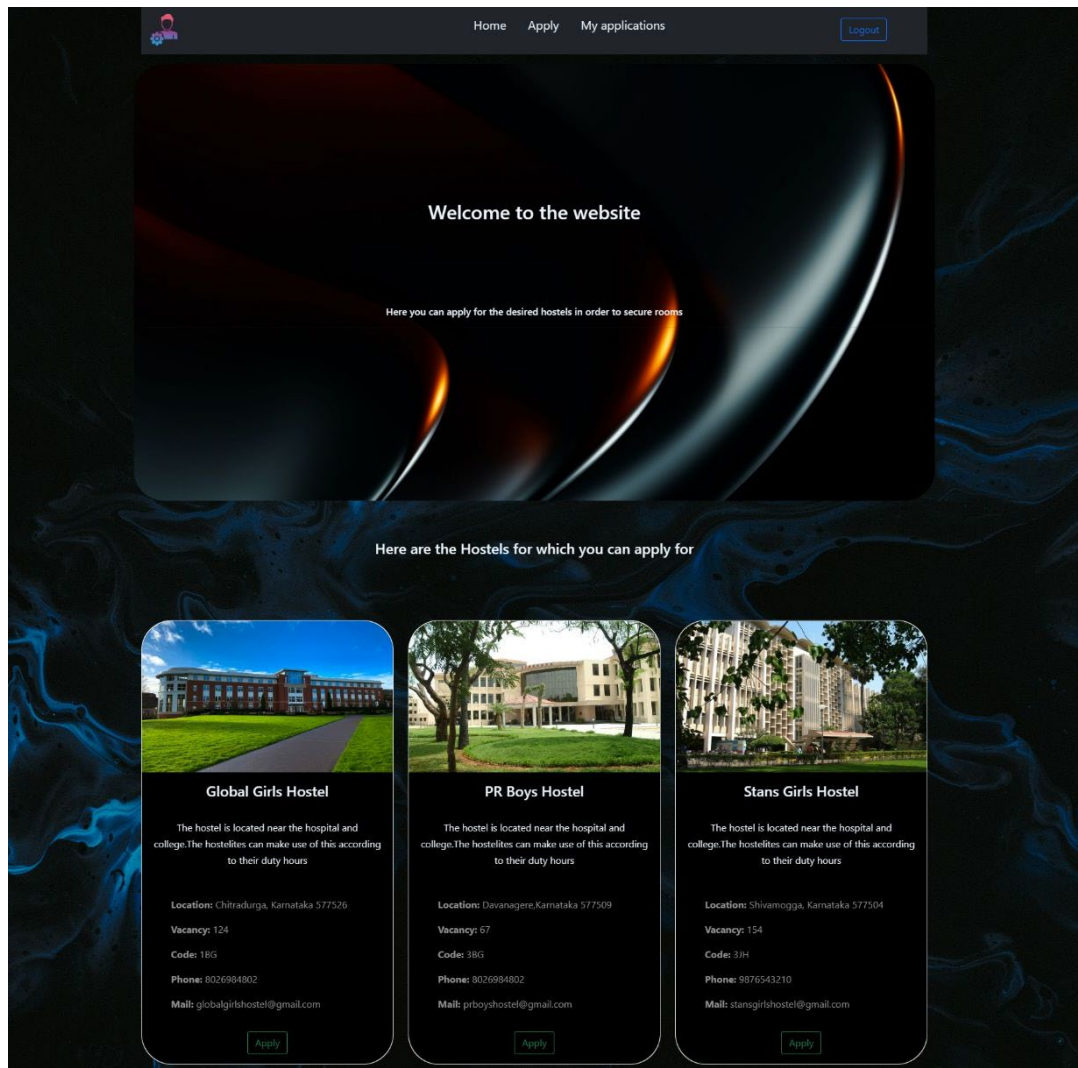 Home Apply My applications Logout
Welcome to the website
Here you can apply for the desired hostels in order to secure rooms
Here are the Hostels for which you can apply for
Global Girls Hostel
The hostel is located near the hospital and
college.The hostelites can make use of this according
to their duty hours
Location: Chitradurga, Karnataka 577526
Vacancy: 124
Code: 1BG
Phone: 8026984802
Mail: globalgirlshostel@gmail.com
Apply
PR Boys Hostel
The hostel is located near the hospital and
college.The hostelites can make use of this according
to their duty hours
Location: Davanagere,Karnataka 577509
Vacancy: 67
Code: 3BG
Phone: 8026984802
Mail: prboyshostel@gmail.com
Apply
Stans Girls Hostel
The hostel is located near the hospital and
college.The hostelites can make use of this according
to their duty hours
Location: Shivamogga, Karnataka 577504
Vacancy: 154
Code: 3JH
Phone: 9876543210
Mail: stansgirlshostel@gmail.com
Apply